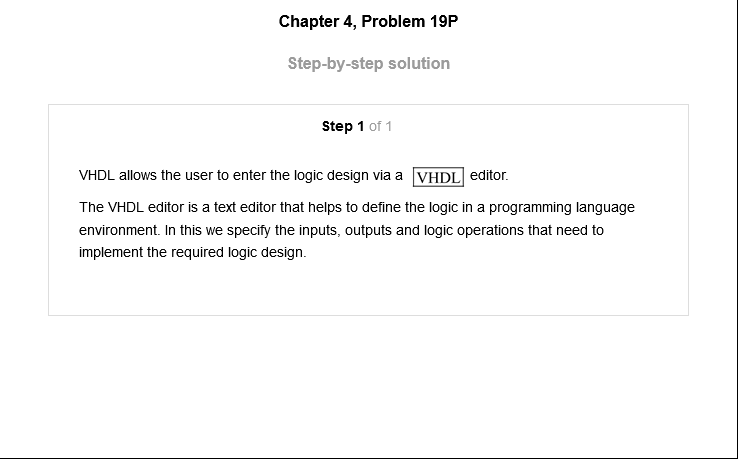 Chapter 4, Problem 19P
Step-by-step solution
Step 1 of 1
VHDL allows the user to enter the logic design via a VHDL editor.
The VHDL editor is a text editor that helps to define the logic in a programming language
environment. In this we specify the inputs, outputs and logic operations that need to
implement the required logic design.